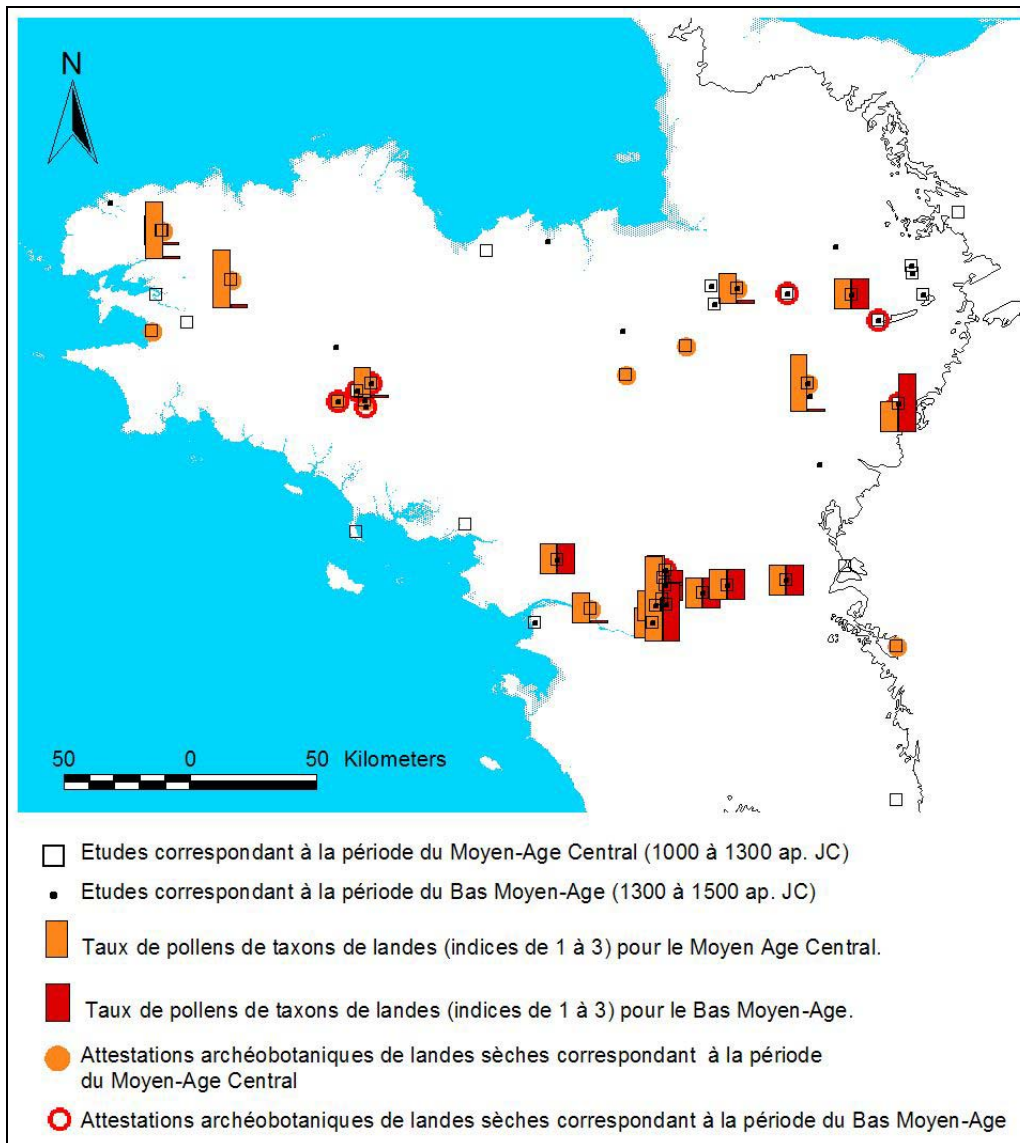 N
50 0 50 Kilometers
Etudes correspondant à la période du Moyen-Age Central (1000 à 1300 ap. JC)
Etudes correspondant à la période du Bas Moyen-Age (1300 à 1500 ap. JC)
Taux de pollens de taxons de landes (indices de 1 à 3) pour le Moyen Age Central.
Taux de pollens de taxons de landes (indices de 1 à 3) pour le Bas Moyen-Age.
Attestations archéobotaniques de landes sèches correspondant à la période
du Moyen-Age Central
Attestations archéobotaniques de landes sèches correspondant à la période du Bas Moyen-Age